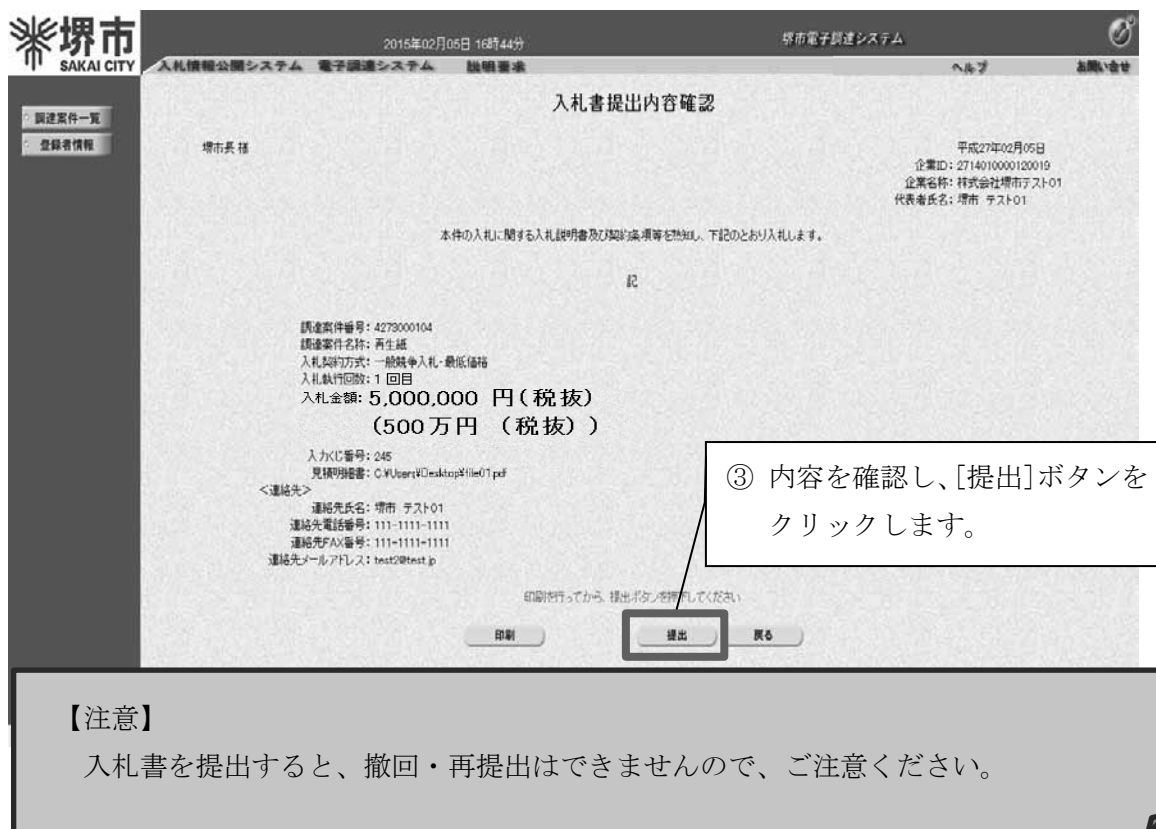 堺市
SAKAI CITY
2015年02月05日 16時44分
堺市電子調達システム
入札情報公開システム 電子調達システム 説明要求 ヘルプ お問い合せ
調達案件一覧
登録者情報
入札書提出内容確認
堺市長 様
平成27年02月05日
企業ID: 2714010000120019
企業名称: 株式会社堺市テスト01
代表者氏名: 堺市 テスト01
本件の入札に関する入札説明書及び契約条項等を熟知し、下記のとおり入札します。
記
調達案件番号: 4273000104
調達案件名称: 再生紙
入札契約方式: 一般競争入札・最低価格
入札執行回数: 1 回目
入札金額: 5,000,000 円(税抜)
(500万円 (税抜))
入力くじ番号: 245
見積明細書: C:¥Users¥Desktop¥file01.pdf
<連絡先>
連絡先氏名: 堺市 テスト01
連絡先電話番号: 111-1111-1111
連絡先FAX番号: 111-1111-1111
連絡先メールアドレス: test2@test.jp
③ 内容を確認し、[提出]ボタンを
クリックします。
印刷を行ってから、提出ボタンを押下してください
印刷 提出 戻る
【注意】
入札書を提出すると、撤回・再提出はできませんので、ご注意ください。